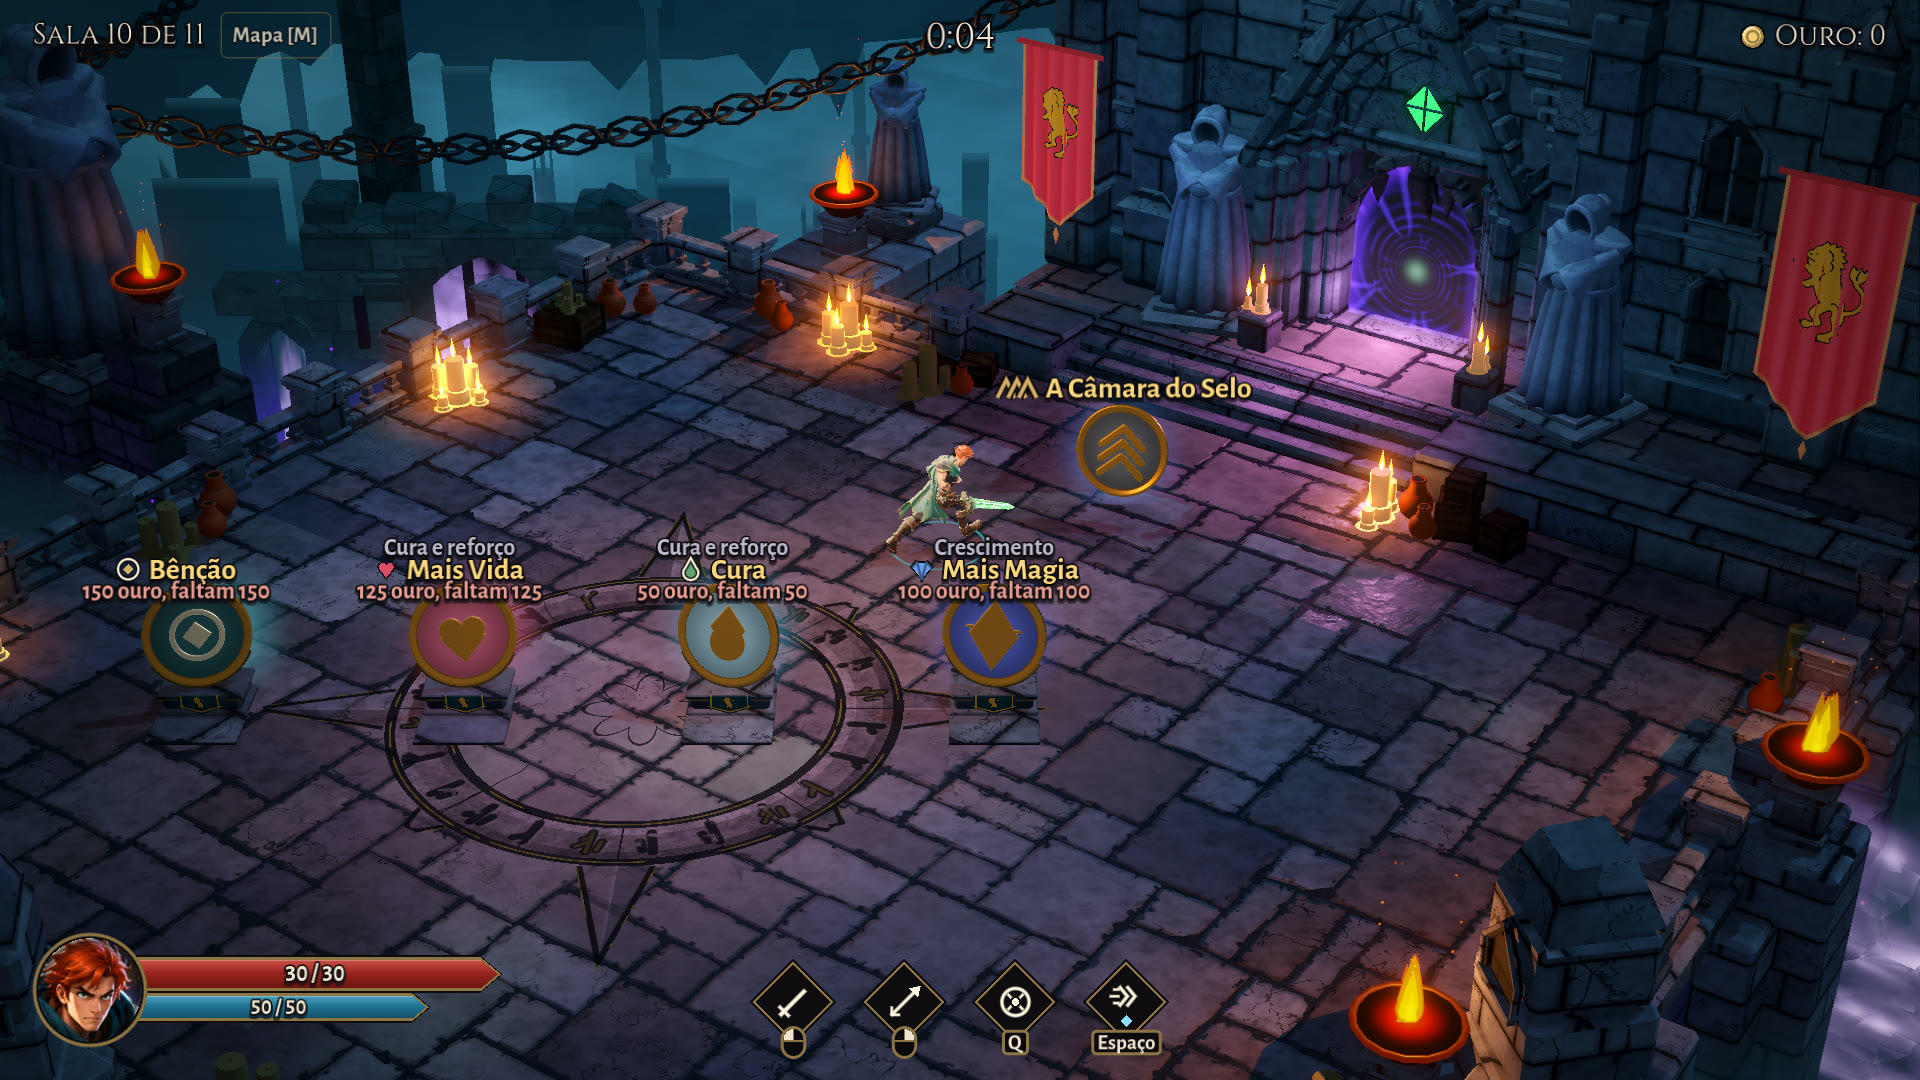 Sala 10 de 11
Mapa [M]
0:04
Ouro: 0
A Câmara do Selo
Bênção
150 ouro, faltam 150
Cura e reforço
Mais Vida
125 ouro, faltam 125
Cura e reforço
Cura
50 ouro, faltam 50
Crescimento
Mais Magia
100 ouro, faltam 100
30/30
50/50
Q
Espaço